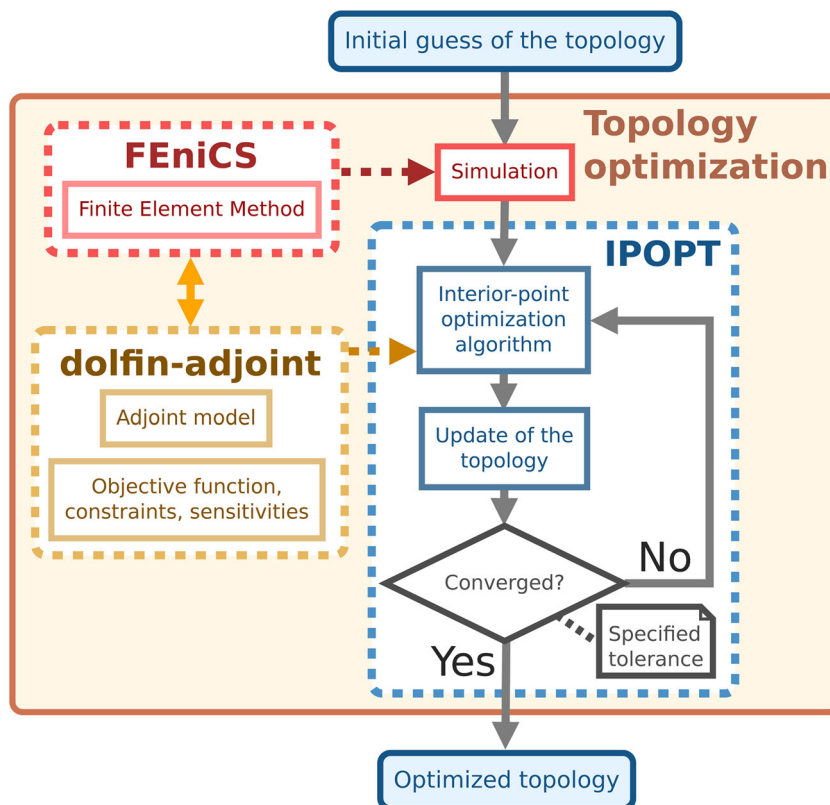 Initial guess of the topology
Topology
optimization
FEniCS
Finite Element Method
Simulation
IPOPT
Interior-point
optimization
algorithm
dolfin-adjoint
Adjoint model
Objective function,
constraints, sensitivities
Update of the
topology
Converged?
No
Specified
tolerance
Yes
Optimized topology